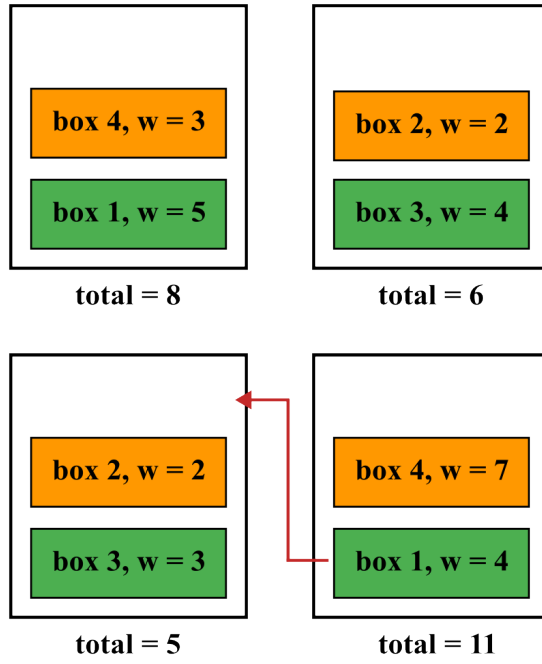 box 4, w = 3
box 1, w = 5
total = 8
box 2, w = 2
box 3, w = 4
total = 6
box 2, w = 2
box 3, w = 3
total = 5
box 4, w = 7
box 1, w = 4
total = 11